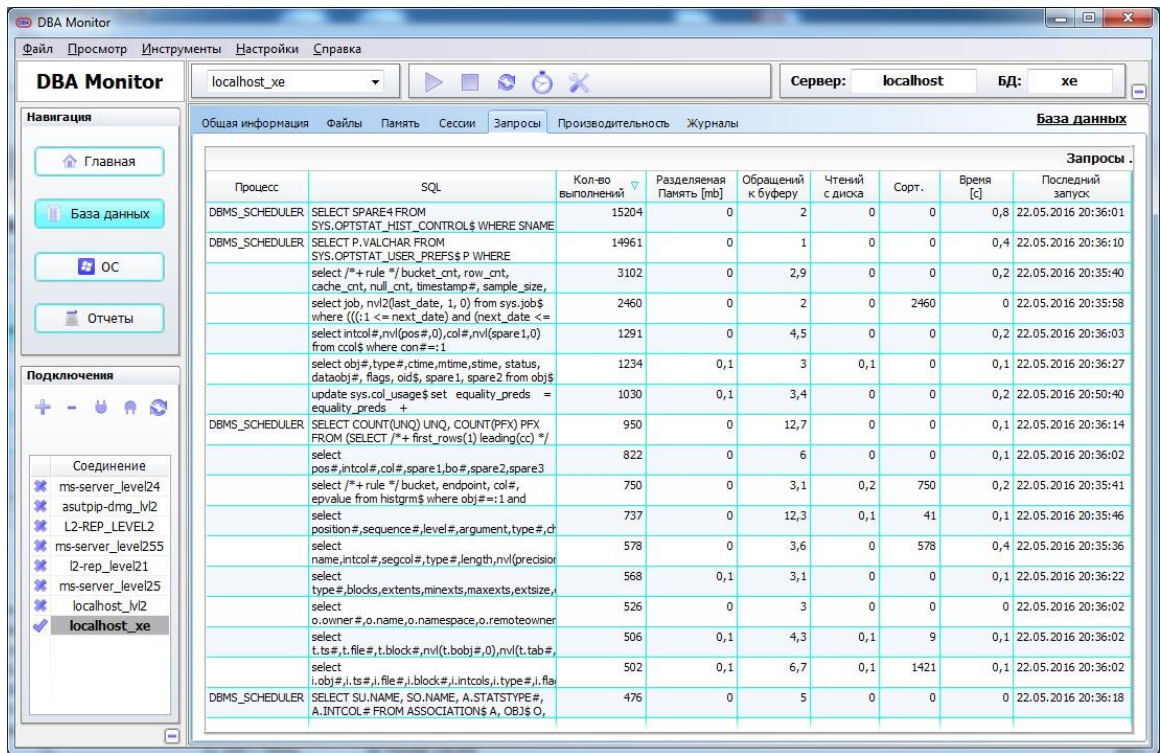 DBA Monitor
Файл Просмотр Инструменты Настройки Справка
DBA Monitor
localhost_xe
Сервер: localhost БД: xe
Навигация
Главная
База данных
ОС
Отчеты
Подключения
Соединение
ms-server_level24
asutpip-dmg_lvl2
L2-REP_LEVEL2
ms-server_level255
l2-rep_level21
ms-server_level25
localhost_lvl2
localhost_xe
Общая информация Файлы Память Сессии Запросы Производительность Журналы
База данных
Запросы .
Процесс SQL Кол-во выполнений Разделяемая Память [mb] Обращений к буферу Чтений с диска Сорт. Время [c] Последний запуск
DBMS_SCHEDULER SELECT SPARE4 FROM 15204 0 2 0 0 0,8 22.05.2016 20:36:01
SYS.OPTSTAT_HIST_CONTROL$ WHERE SNAME
DBMS_SCHEDULER SELECT P.VALCHAR FROM 14961 0 1 0 0 0,4 22.05.2016 20:36:10
SYS.OPTSTAT_USER_PREFS$ P WHERE
select /*+ rule */ bucket_cnt, row_cnt, 3102 0 2,9 0 0 0,2 22.05.2016 20:35:40
cache_cnt, null_cnt, timestamp#, sample_size,
select job, nvl2(last_date, 1, 0) from sys.job$ 2460 0 2 0 2460 0 22.05.2016 20:35:58
where (((:1 <= next_date) and (next_date <=
select intcol#,nvl(pos#,0),col#,nvl(spare1,0) 1291 0 4,5 0 0 0,2 22.05.2016 20:36:03
from ccol$ where con#=:1
select obj#,type#,ctime,mtime,stime, status, 1234 0,1 3 0,1 0 0,1 22.05.2016 20:36:27
dataobj#, flags, oid$, spare1, spare2 from obj$
update sys.col_usage$ set equality_preds = 1030 0,1 3,4 0 0 0,2 22.05.2016 20:50:40
equality_preds +
DBMS_SCHEDULER SELECT COUNT(UNQ) UNQ, COUNT(PFX) PFX 950 0 12,7 0 0 0,1 22.05.2016 20:36:14
FROM (SELECT /*+ first_rows(1) leading(cc) */
select 822 0 6 0 0 0,1 22.05.2016 20:36:02
pos#,intcol#,col#,spare1,bo#,spare2,spare3
select /*+ rule */ bucket, endpoint, col#, 750 0 3,1 0,2 750 0,2 22.05.2016 20:35:41
epvalue from histgrm$ where obj#=:1 and
select 737 0 12,3 0,1 41 0,1 22.05.2016 20:35:46
position#,sequence#,level#,argument,type#,ch
select 578 0 3,6 0 578 0,4 22.05.2016 20:35:36
name,intcol#,segcol#,type#,length,nvl(precision
select 568 0,1 3,1 0 0 0,1 22.05.2016 20:36:22
type#,blocks,extents,minexts,maxexts,extsize,
select 526 0 3 0 0 0 22.05.2016 20:36:02
o.owner#,o.name,o.namespace,o.remoteowner
select 506 0,1 4,3 0,1 9 0,1 22.05.2016 20:36:02
t.ts#,t.file#,t.block#,nvl(t.bobj#,0),nvl(t.tab#,
select 502 0,1 6,7 0,1 1421 0,1 22.05.2016 20:36:02
i.obj#,i.ts#,i.file#,i.block#,i.intcols,i.type#,i.flag
DBMS_SCHEDULER SELECT SU.NAME, SO.NAME, A.STATSTYPE#, 476 0 5 0 0 0 22.05.2016 20:36:18
A.INTCOL# FROM ASSOCIATION$ A, OBJ$ O,